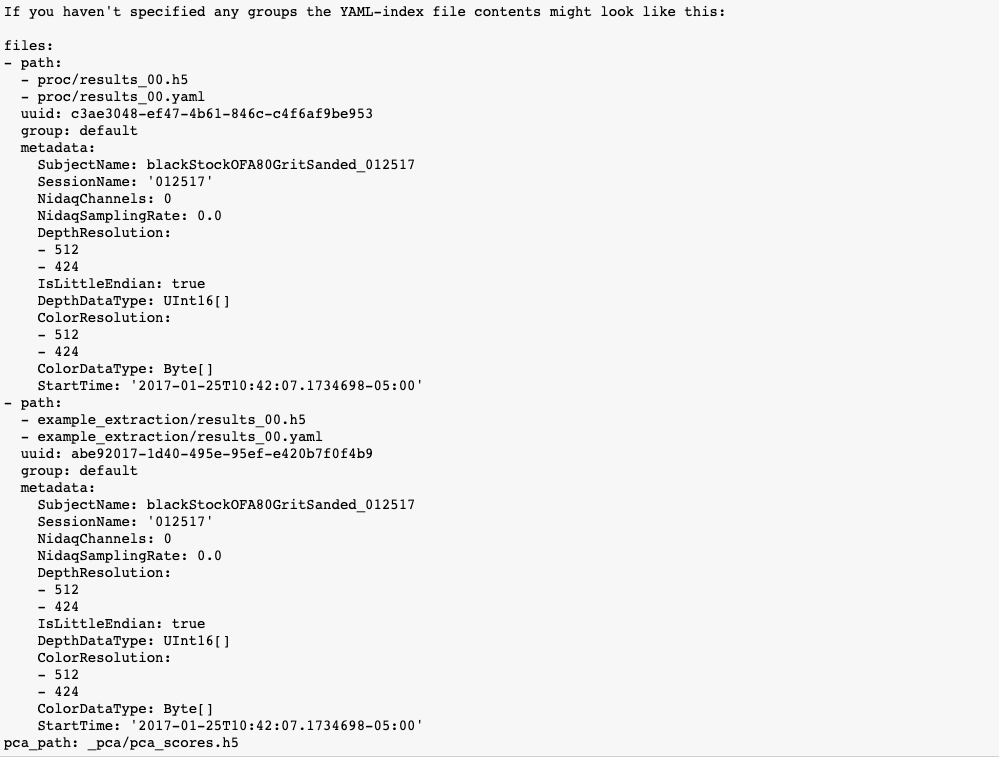 If you haven't specified any groups the YAML-index file contents might look like this:

files:
- path:
  - proc/results_00.h5
  - proc/results_00.yaml
  uuid: c3ae3048-ef47-4b61-846c-c4f6af9be953
  group: default
  metadata:
    SubjectName: blackStockOFA80GritSanded_012517
    SessionName: '012517'
    NidaqChannels: 0
    NidaqSamplingRate: 0.0
    DepthResolution:
    - 512
    - 424
    IsLittleEndian: true
    DepthDataType: UInt16[]
    ColorResolution:
    - 512
    - 424
    ColorDataType: Byte[]
    StartTime: '2017-01-25T10:42:07.1734698-05:00'
- path:
  - example_extraction/results_00.h5
  - example_extraction/results_00.yaml
  uuid: abe92017-1d40-495e-95ef-e420b7f0f4b9
  group: default
  metadata:
    SubjectName: blackStockOFA80GritSanded_012517
    SessionName: '012517'
    NidaqChannels: 0
    NidaqSamplingRate: 0.0
    DepthResolution:
    - 512
    - 424
    IsLittleEndian: true
    DepthDataType: UInt16[]
    ColorResolution:
    - 512
    - 424
    ColorDataType: Byte[]
    StartTime: '2017-01-25T10:42:07.1734698-05:00'
pca_path: _pca/pca_scores.h5